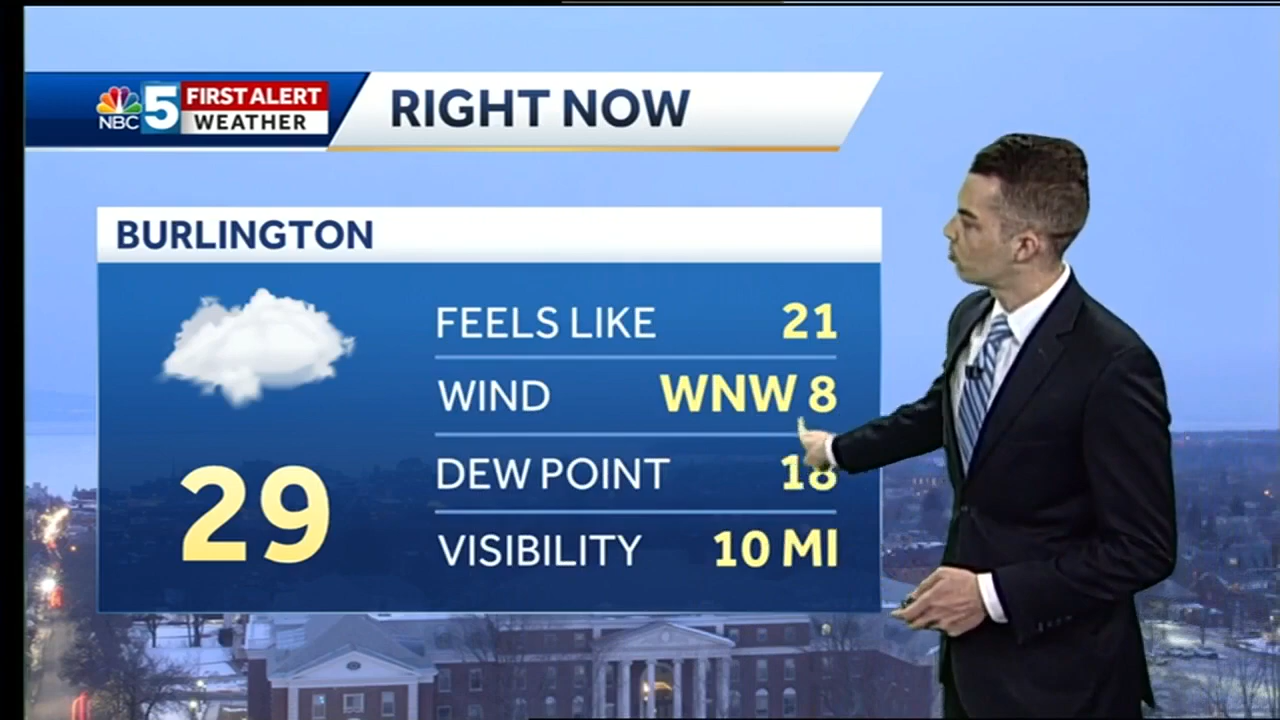 NBC 5 FIRST ALERT
WEATHER
RIGHT NOW
BURLINGTON
FEELS LIKE 21
WIND WNW 8
DEW POINT 18
VISIBILITY 10 MI
29